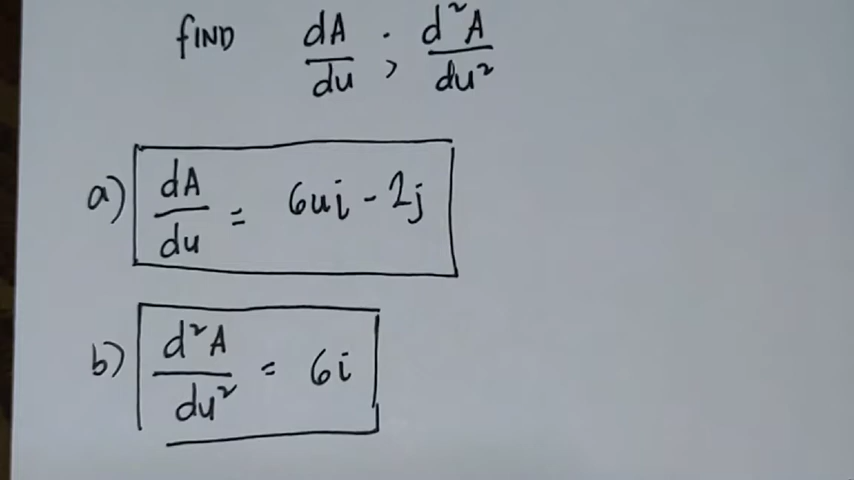 FIND dA/du ; d²A/du²
a) dA/du = 6ui - 2j
b) d²A/du² = 6i